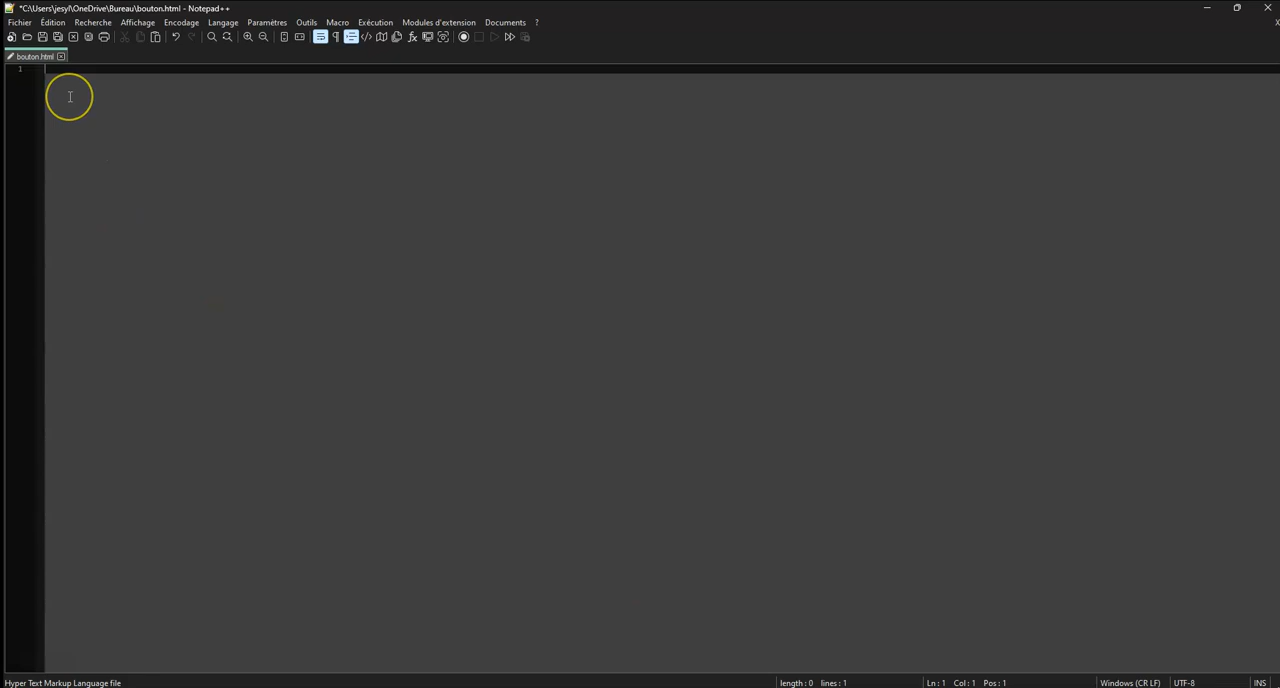 *C:\Users\jesyl\OneDrive\Bureau\bouton.html - Notepad++
Fichier Édition Recherche Affichage Encodage Langage Paramètres Outils Macro Exécution Modules d'extension Documents ?
bouton.html
1
Hyper Text Markup Language file length : 0 lines : 1 Ln : 1 Col : 1 Pos : 1 Windows (CR LF) UTF-8 INS